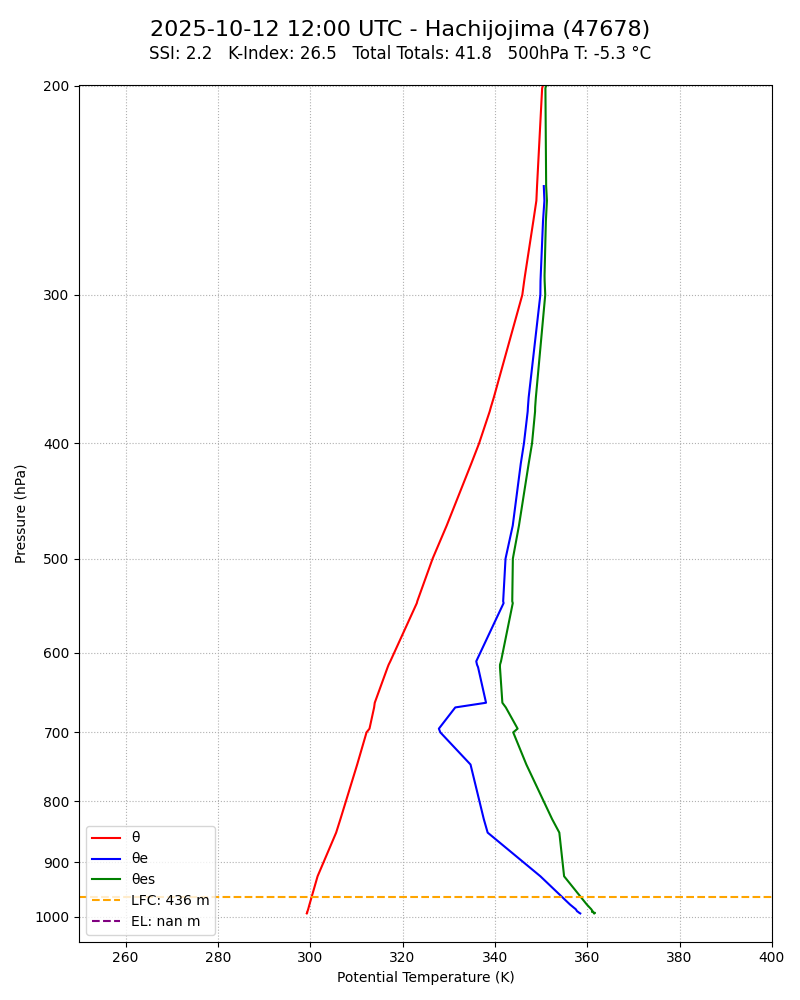 2025-10-12 12:00 UTC - Hachijojima (47678)
SSI: 2.2   K-Index: 26.5   Total Totals: 41.8   500hPa T: -5.3 °C
200
300
400
500
600
700
800
900
1000
Pressure (hPa)
θ
θe
θes
LFC: 436 m
EL: nan m
260 280 300 320 340 360 380 400
Potential Temperature (K)